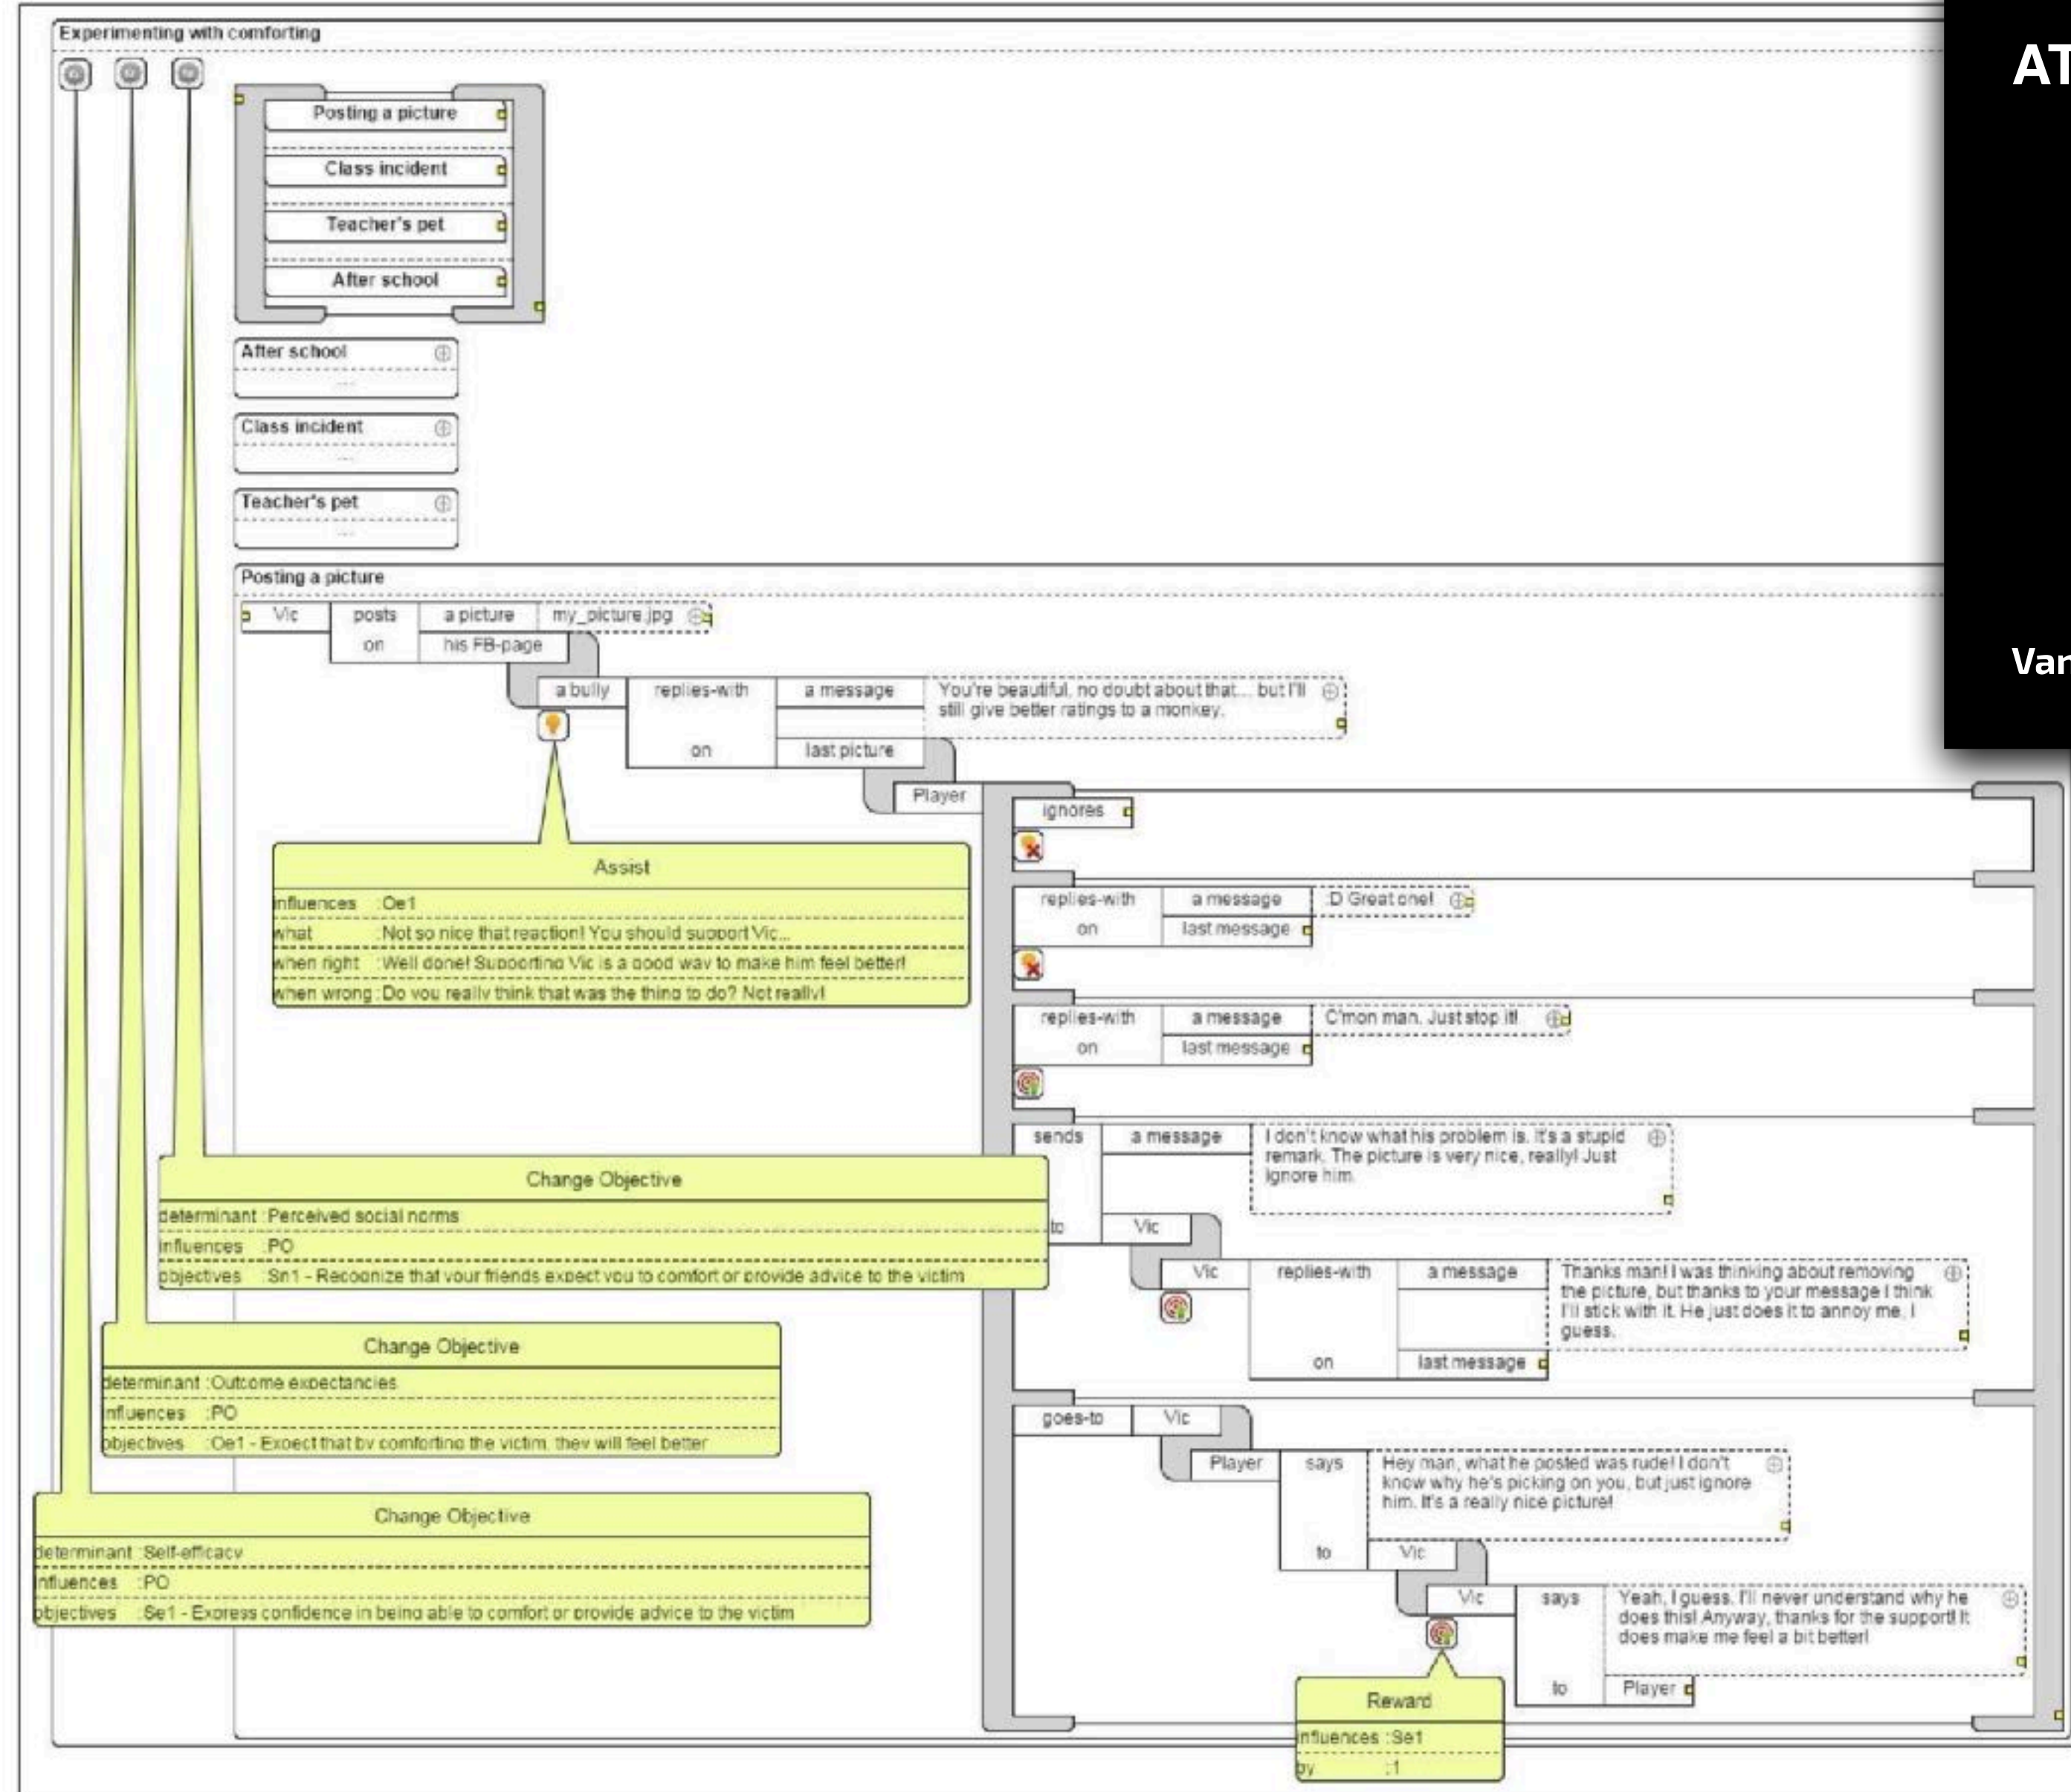 AT
Van
Experimenting with comforting
Posting a picture
Class incident
Teacher's pet
After school
After school
...
Class incident
...
Teacher's pet
...
Posting a picture
Vic posts a picture my_picture.jpg
on his FB-page
a bully replies-with a message You're beautiful, no doubt about that... but I'll
still give better ratings to a monkey.
on last picture
Player
ignores
Assist
influences :Oe1
what :Not so nice that reaction! You should support Vic...
when right :Well done! Supporting Vic is a good way to make him feel better!
when wrong :Do you really think that was the thing to do? Not really!
replies-with a message :D Great one!
on last message
replies-with a message C'mon man. Just stop it!
on last message
sends a message I don't know what his problem is. It's a stupid
remark. The picture is very nice, really! Just
ignore him.
to Vic
Change Objective
determinant :Perceived social norms
influences :PO
objectives :Sn1 - Recognize that your friends expect you to comfort or provide advice to the victim
Vic replies-with a message Thanks man! I was thinking about removing
the picture, but thanks to your message I think
I'll stick with it. He just does it to annoy me, I
guess.
on last message
Change Objective
determinant :Outcome expectancies
influences :PO
objectives :Oe1 - Expect that by comforting the victim, they will feel better
goes-to Vic
Player says Hey man, what he posted was rude! I don't
know why he's picking on you, but just ignore
him. It's a really nice picture!
to Vic
Change Objective
determinant :Self-efficacy
influences :PO
objectives :Se1 - Express confidence in being able to comfort or provide advice to the victim
Vic says Yeah, I guess. I'll never understand why he
does this! Anyway, thanks for the support! It
does make me feel a bit better!
to Player
Reward
influences :Se1
by :1